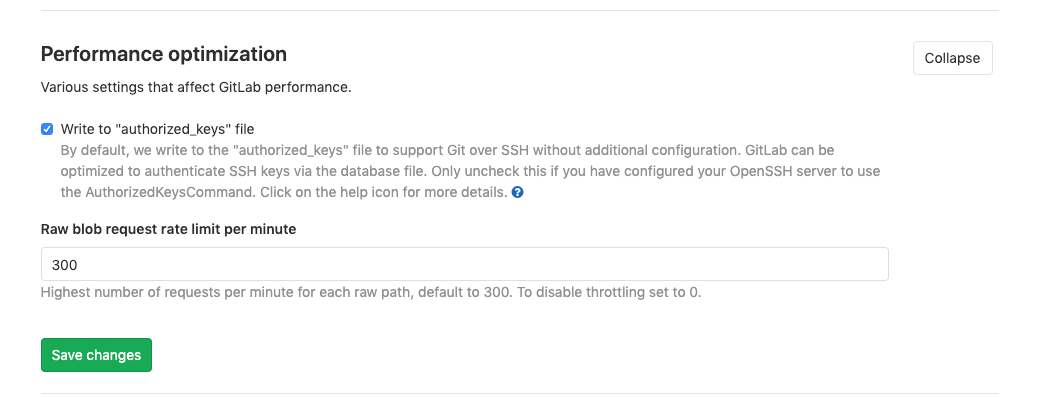 Performance optimization
Collapse
Various settings that affect GitLab performance.
Write to "authorized_keys" file
By default, we write to the "authorized_keys" file to support Git over SSH without additional configuration. GitLab can be
optimized to authenticate SSH keys via the database file. Only uncheck this if you have configured your OpenSSH server to use
the AuthorizedKeysCommand. Click on the help icon for more details. ?
Raw blob request rate limit per minute
300
Highest number of requests per minute for each raw path, default to 300. To disable throttling set to 0.
Save changes